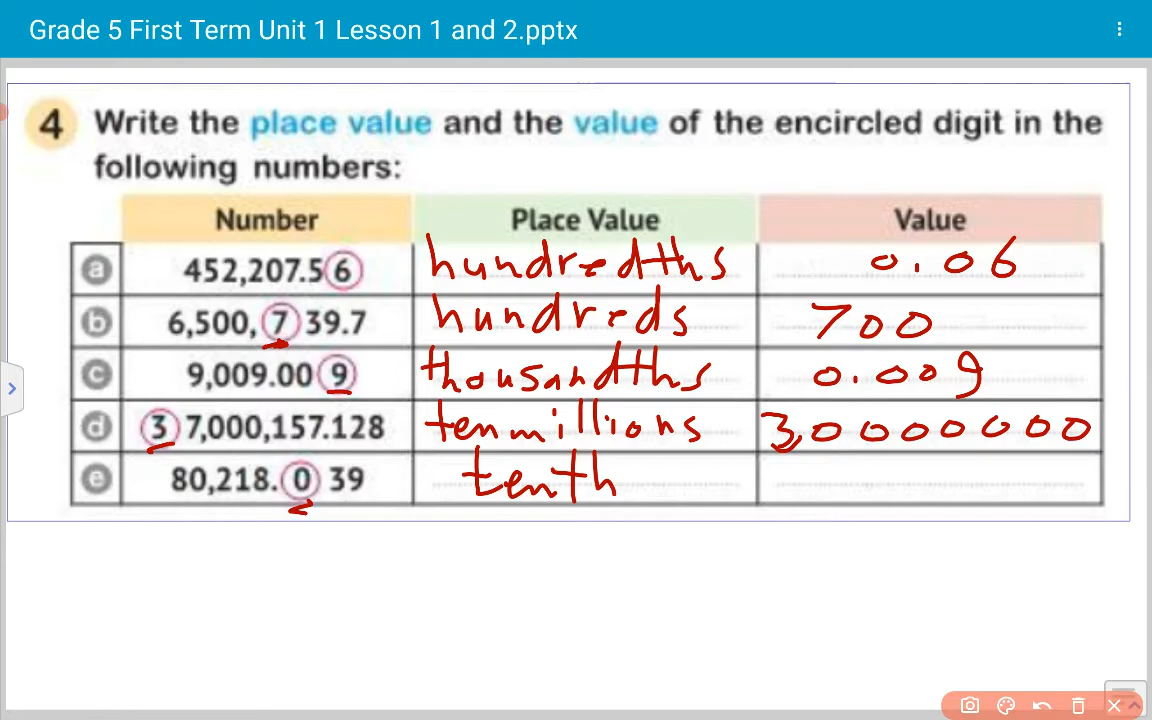 Grade 5 First Term Unit 1 Lesson 1 and 2.pptx
4 Write the place value and the value of the encircled digit in the
following numbers:
Number Place Value Value
a 452,207.56 hundredths 0.06
b 6,500,739.7 hundreds 700
c 9,009.009 thousandths 0.009
d 37,000,157.128 ten millions 3,0000000
e 80,218.039 tenth